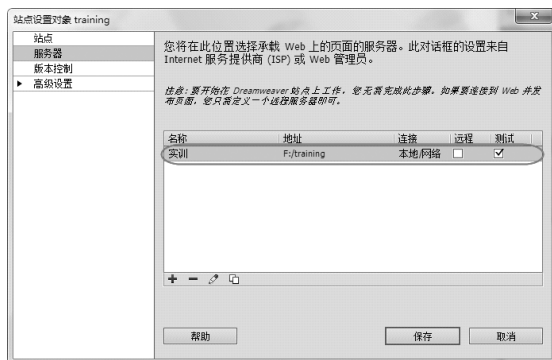 站点设置对象 training
站点
服务器
版本控制
高级设置
您将在此位置选择承载 Web 上的页面的服务器。此对话框的设置来自
Internet 服务提供商 (ISP) 或 Web 管理员。
注意：要开始在 Dreamweaver 站点上工作，您无需完成此步骤。如果要连接到 Web 并发
布页面，您只需定义一个远程服务器即可。
名称 地址 连接 远程 测试
实训 F:/training 本地/网络
帮助 保存 取消